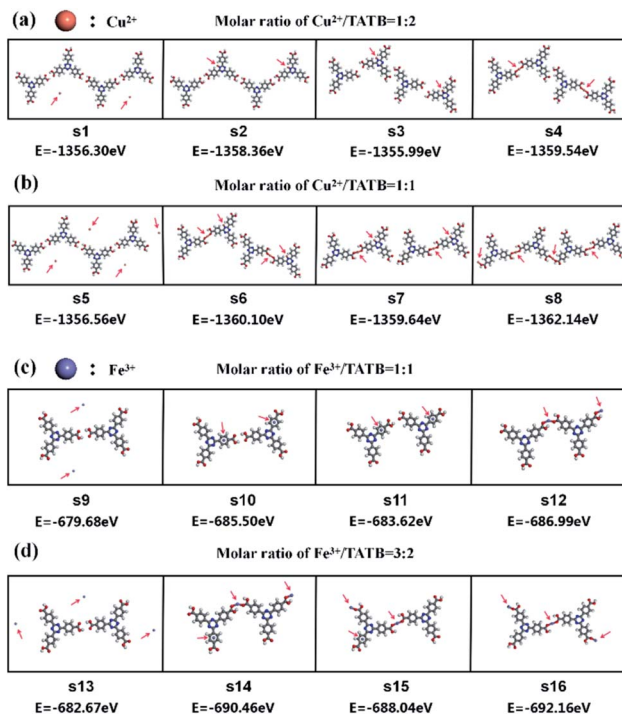 (a) : Cu²⁺ Molar ratio of Cu²⁺/TATB=1:2
s1 s2 s3 s4
E=-1356.30eV E=-1358.36eV E=-1355.99eV E=-1359.54eV
(b) Molar ratio of Cu²⁺/TATB=1:1
s5 s6 s7 s8
E=-1356.56eV E=-1360.10eV E=-1359.64eV E=-1362.14eV
(c) : Fe³⁺ Molar ratio of Fe³⁺/TATB=1:1
s9 s10 s11 s12
E=-679.68eV E=-685.50eV E=-683.62eV E=-686.99eV
(d) Molar ratio of Fe³⁺/TATB=3:2
s13 s14 s15 s16
E=-682.67eV E=-690.46eV E=-688.04eV E=-692.16eV